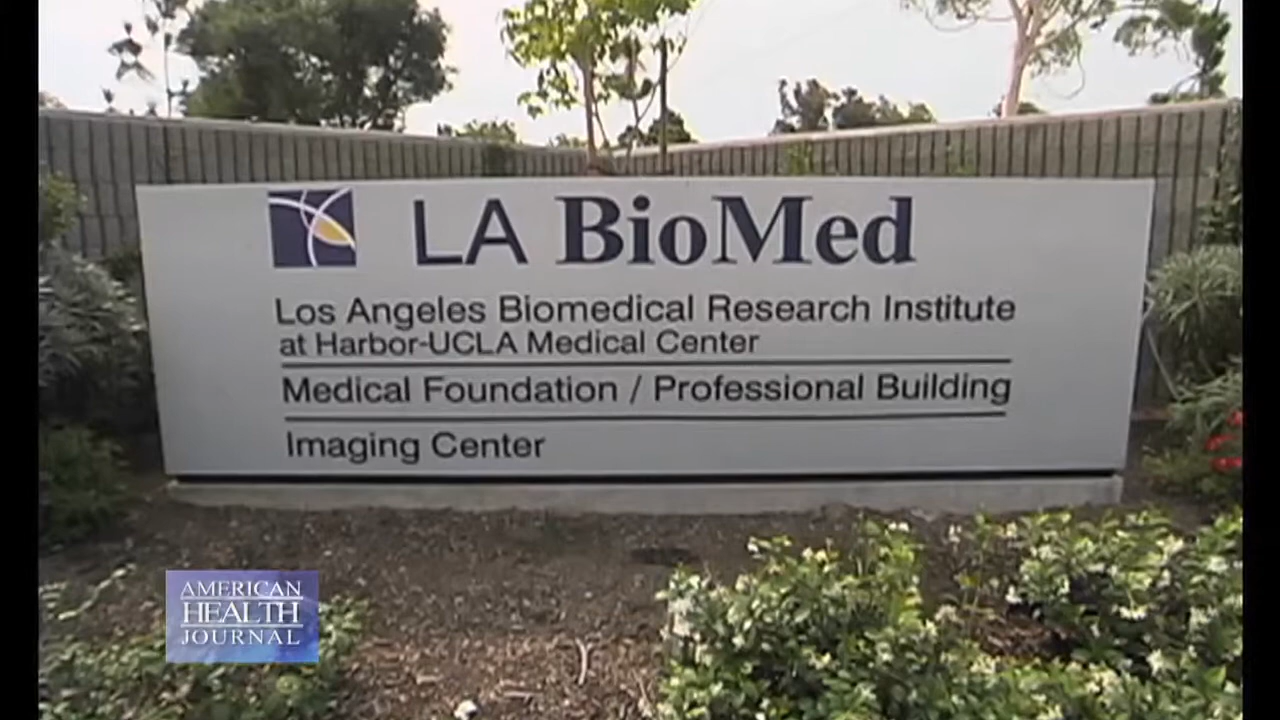 LA BioMed
Los Angeles Biomedical Research Institute
at Harbor-UCLA Medical Center
Medical Foundation / Professional Building
Imaging Center
AMERICAN
HEALTH
JOURNAL